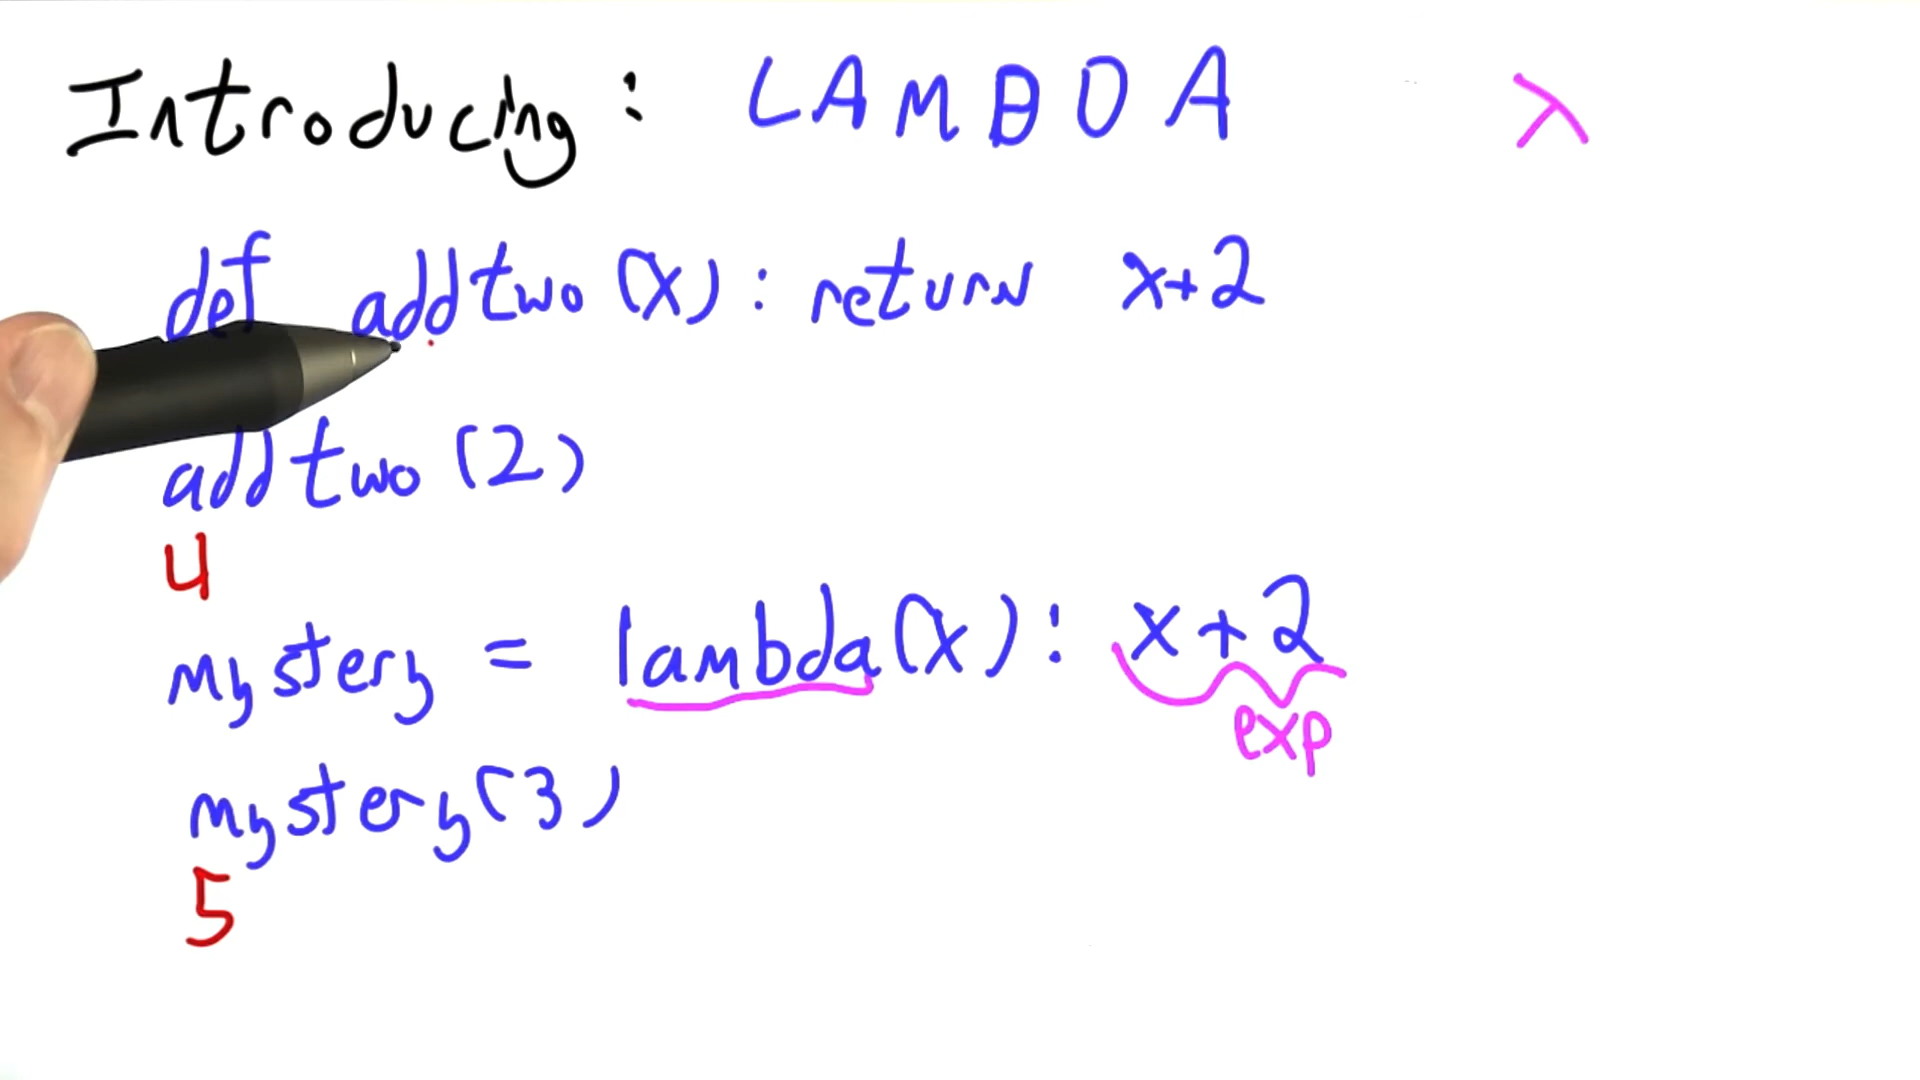 Introducing: LAMBDA λ
def addtwo(x): return x+2
addtwo(2)
4
mystery = lambda(x): x+2
exp
mystery(3)
5